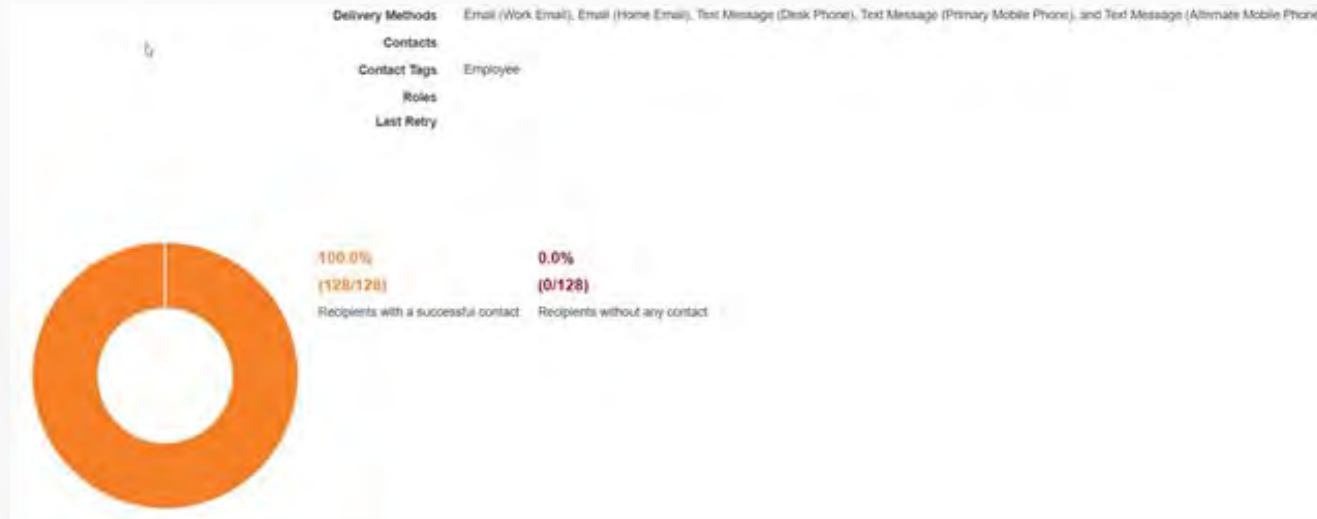 Delivery Methods Email (Work Email), Email (Home Email), Text Message (Desk Phone), Text Message (Primary Mobile Phone), and Text Message (Alternate Mobile Phone
Contacts
Contact Tags Employee
Roles
Last Retry
100.0% 0.0%
(128/128) (0/128)
Recipients with a successful contact Recipients without any contact